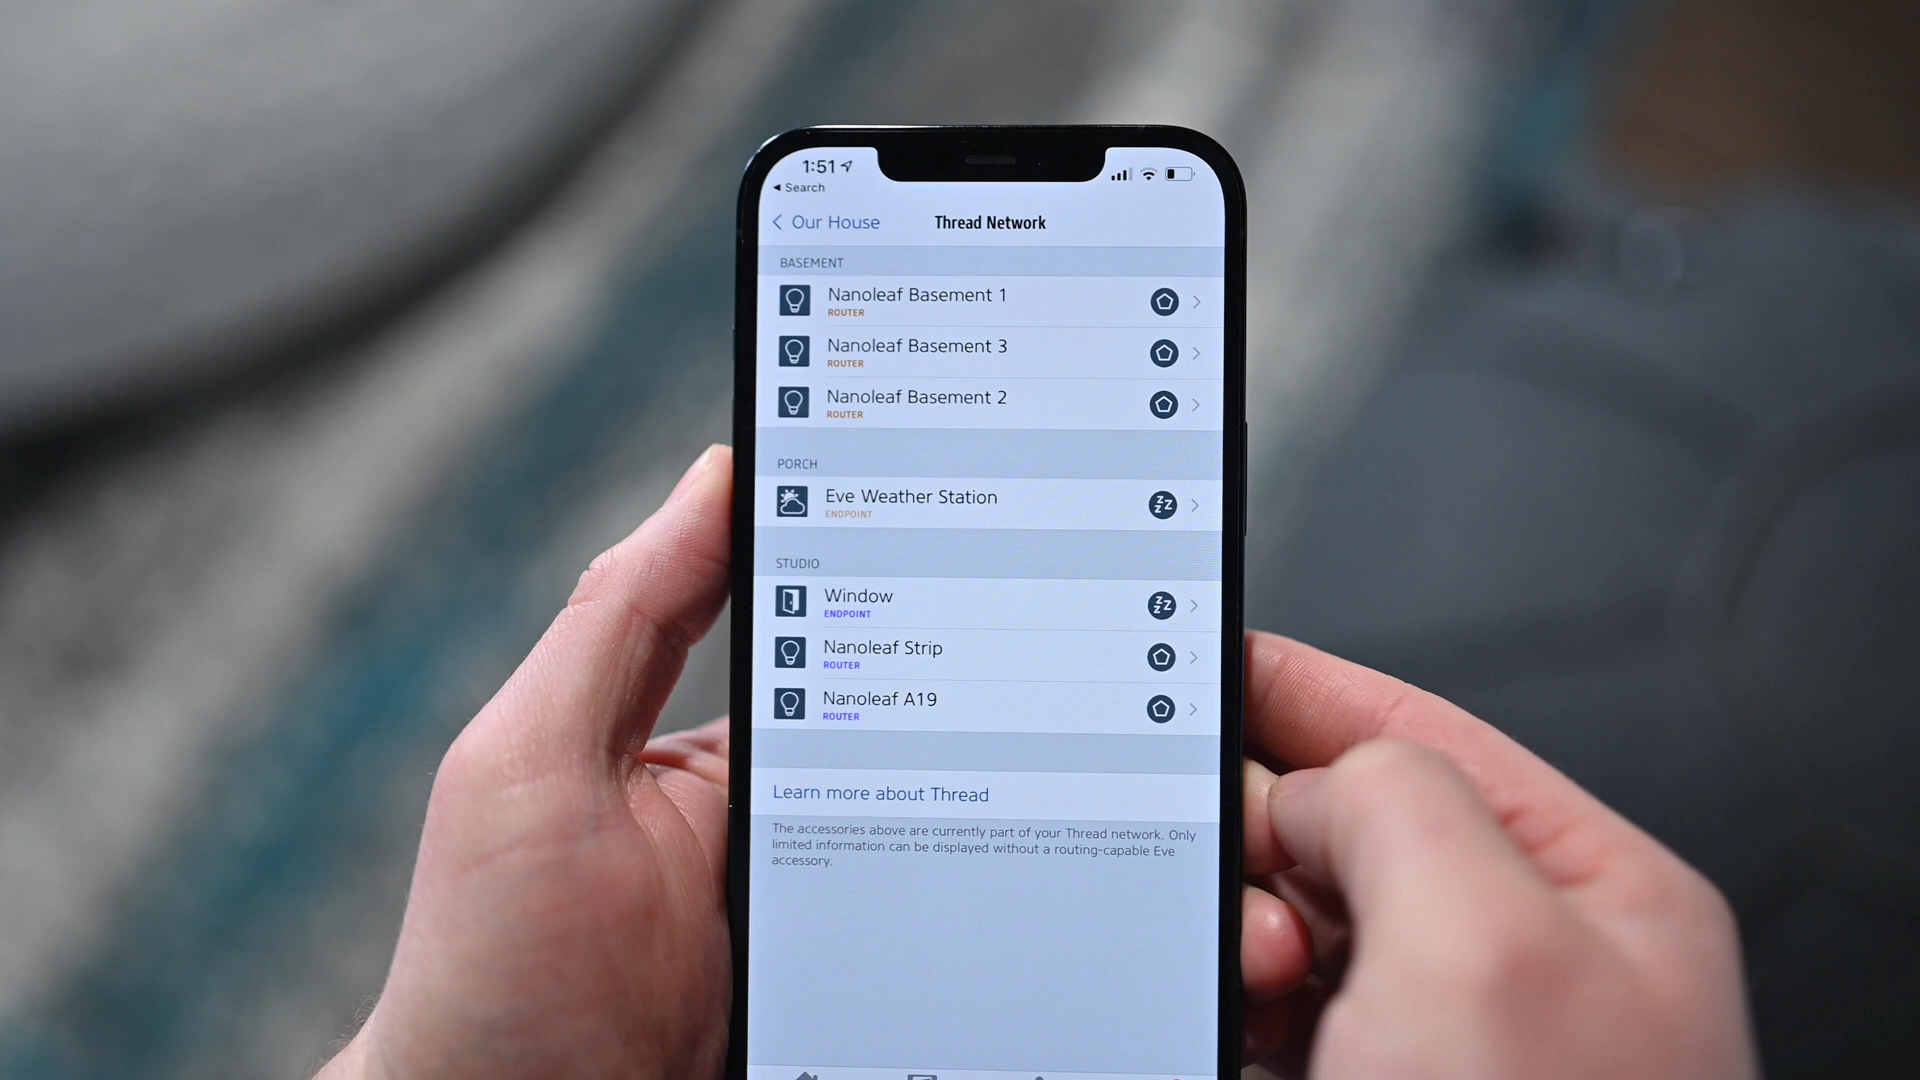 1:51
◀ Search
Our House
Thread Network
BASEMENT
Nanoleaf Basement 1
ROUTER
Nanoleaf Basement 3
ROUTER
Nanoleaf Basement 2
ROUTER
PORCH
Eve Weather Station
ENDPOINT
zzz
STUDIO
Window
ENDPOINT
zzz
Nanoleaf Strip
ROUTER
Nanoleaf A19
ROUTER
Learn more about Thread
The accessories above are currently part of your Thread network. Only
limited information can be displayed without a routing-capable Eve
accessory.